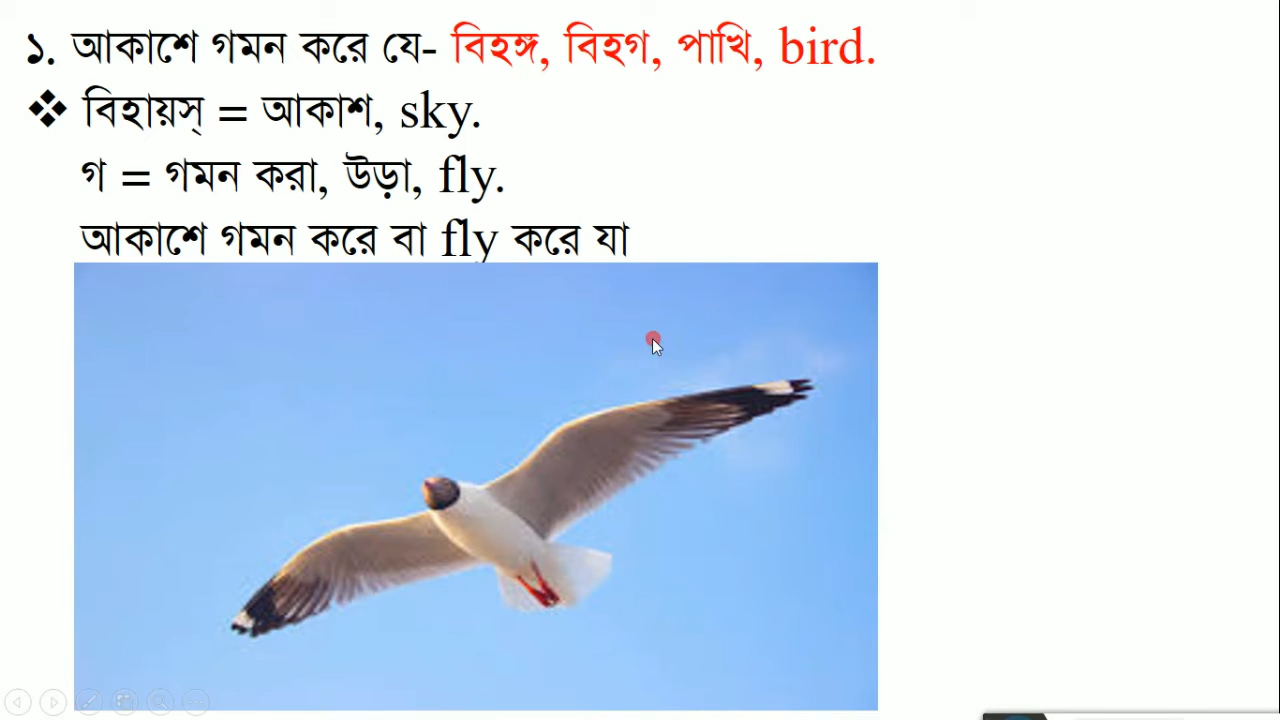 ১. আকাশে গমন করে যে- বিহঙ্গ, বিহগ, পাখি, bird.
❖ বিহায়স্ = আকাশ, sky.
গ = গমন করা, উড়া, fly.
আকাশে গমন করে বা fly করে যা